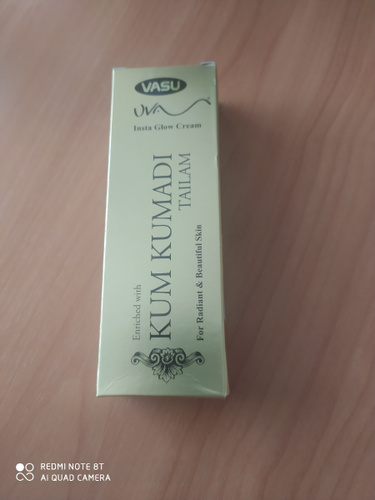 VASU
UVA
Insta Glow Cream
Enriched with
KUM KUMADI
TAILAM
For Radiant & Beautiful Skin
REDMI NOTE 8T
AI QUAD CAMERA